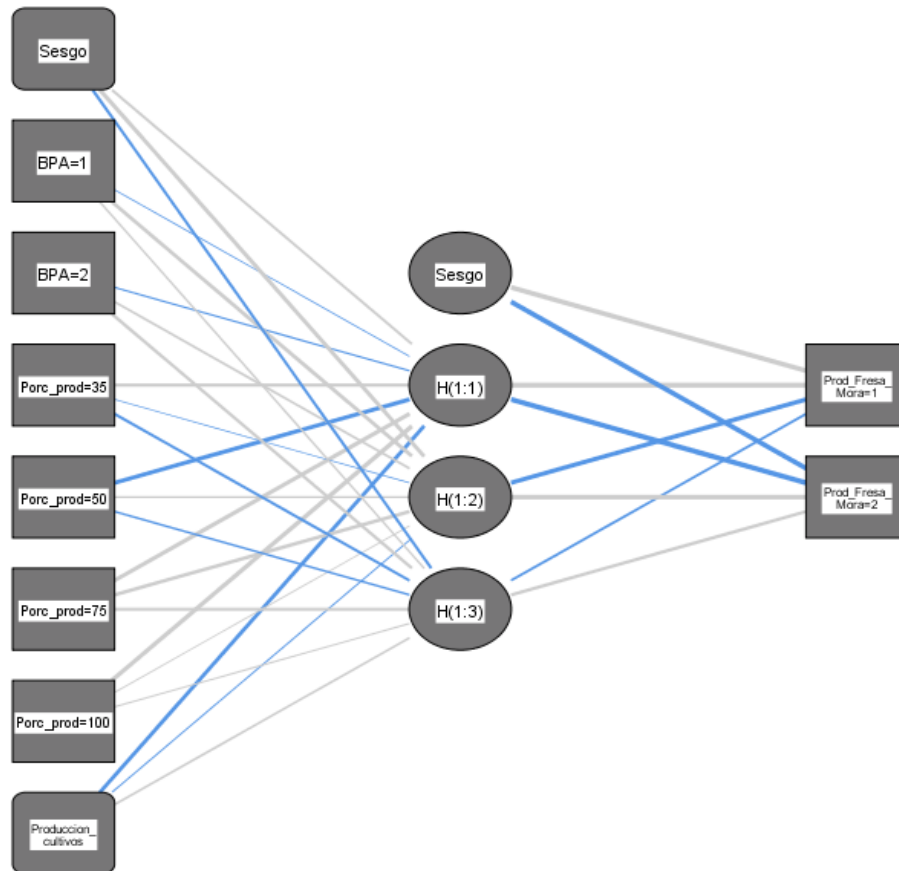 Sesgo
BPA=1
BPA=2
Porc_prod=35
Porc_prod=50
Porc_prod=75
Porc_prod=100
Produccion_
cultivos
Sesgo
H(1:1)
H(1:2)
H(1:3)
Prod_Fresa_
Mora=1
Prod_Fresa_
Mora=2